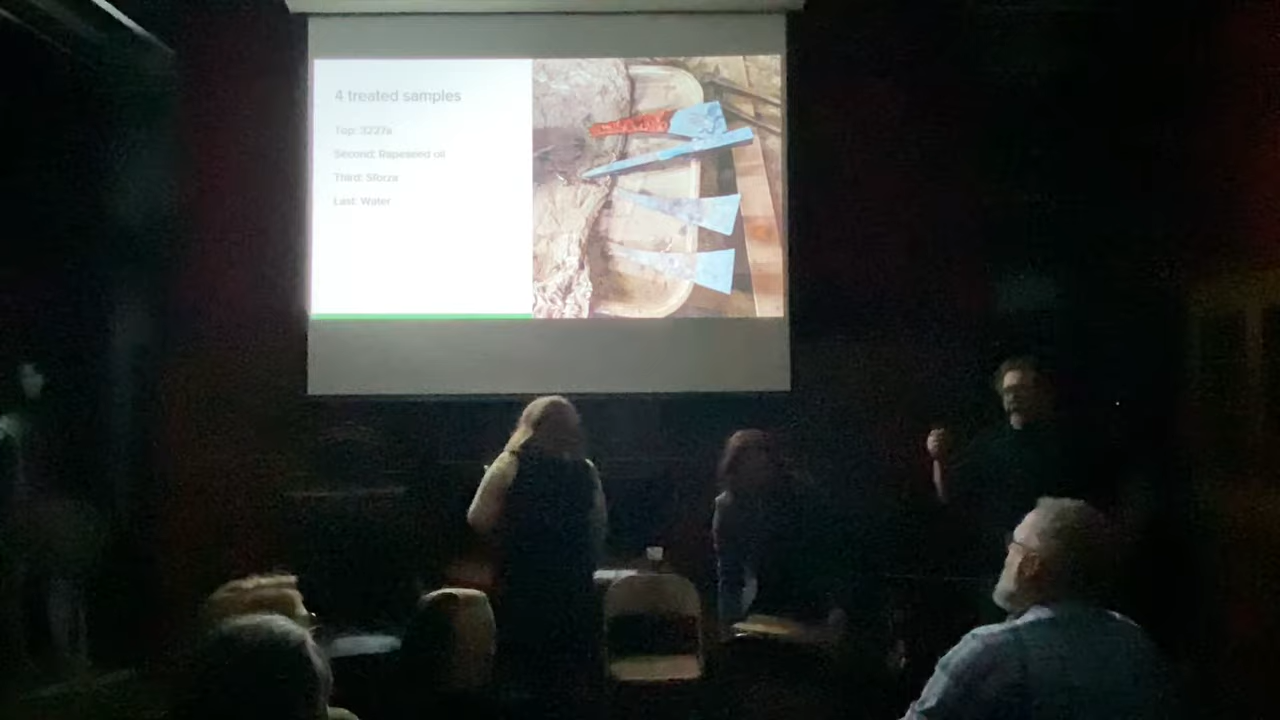 4 treated samples
Top: 3227a
Second: Rapeseed oil
Third: Sforza
Last: Water